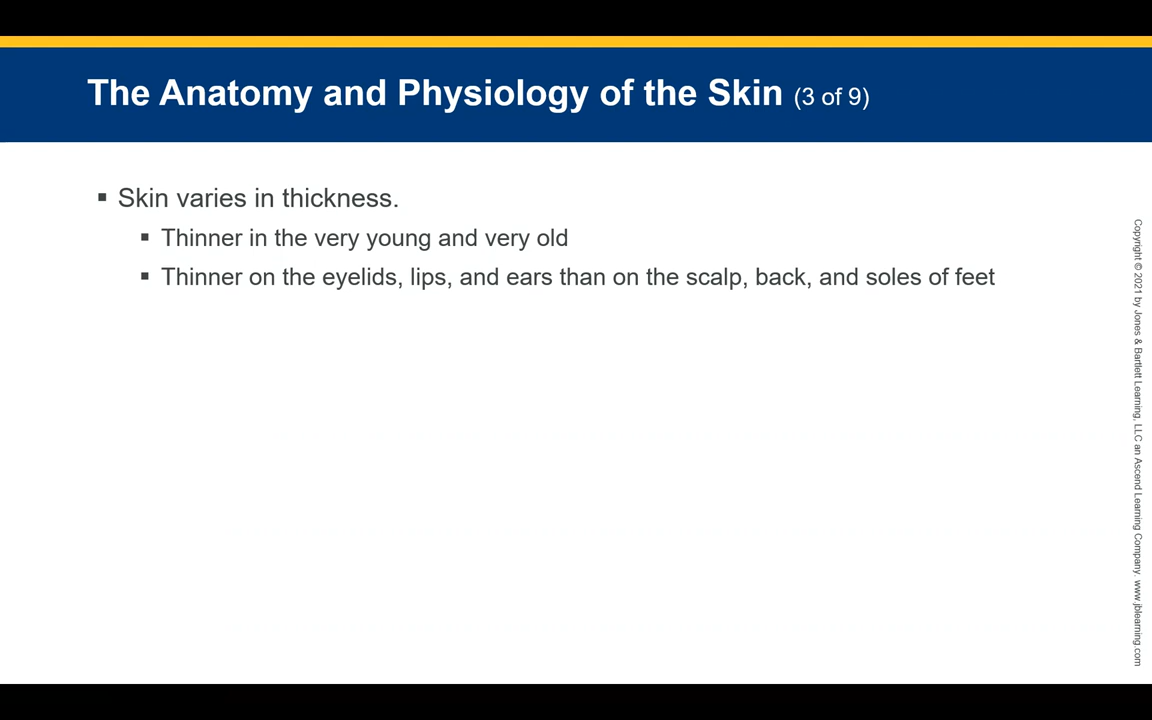 The Anatomy and Physiology of the Skin (3 of 9)
▪ Skin varies in thickness.
▪ Thinner in the very young and very old
▪ Thinner on the eyelids, lips, and ears than on the scalp, back, and soles of feet
Copyright © 2021 by Jones & Bartlett Learning, LLC an Ascend Learning Company. www.jblearning.com